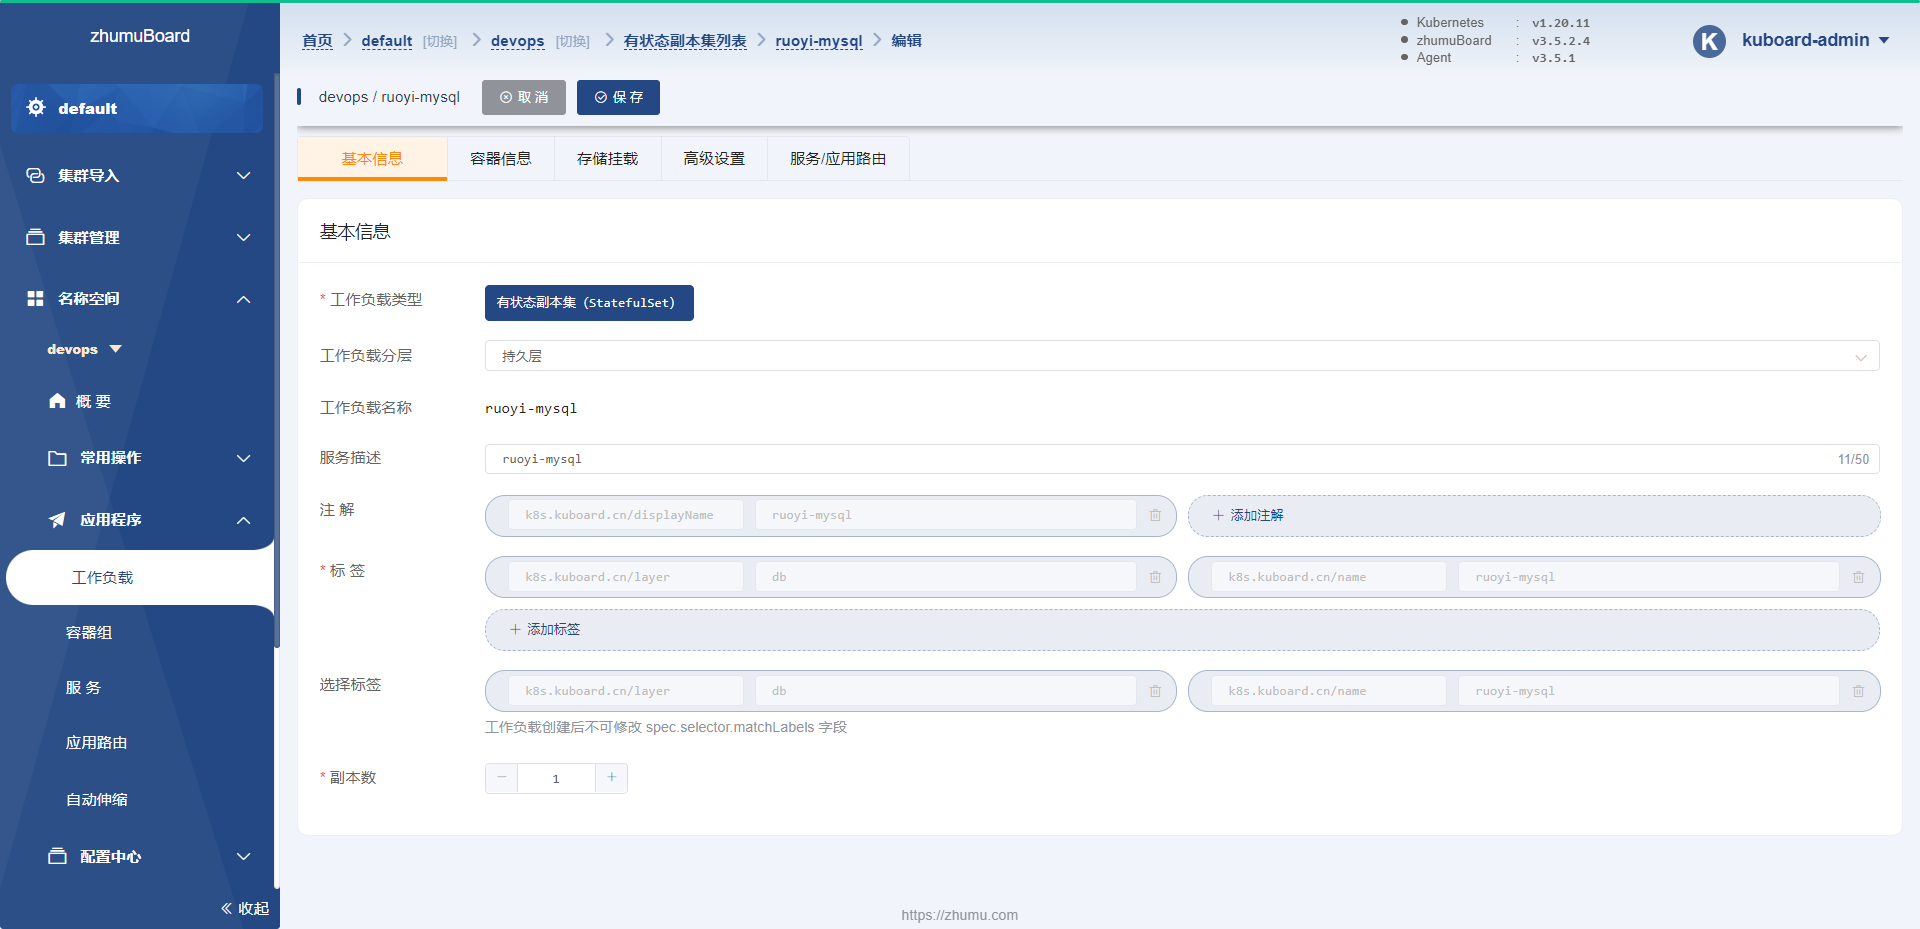 zhumuBoard
default
集群导入
集群管理
名称空间
devops
概 要
常用操作
应用程序
工作负载
容器组
服 务
应用路由
自动伸缩
配置中心
收起
首页 default [切换] devops [切换] 有状态副本集列表 ruoyi-mysql 编辑
Kubernetes : v1.20.11
zhumuBoard : v3.5.2.4
Agent : v3.5.1
K kuboard-admin
devops / ruoyi-mysql 取 消 保 存
基本信息 容器信息 存储挂载 高级设置 服务/应用路由
基本信息
* 工作负载类型 有状态副本集 (StatefulSet)
工作负载分层 持久层
工作负载名称 ruoyi-mysql
服务描述 ruoyi-mysql 11/50
注 解 k8s.kuboard.cn/displayName ruoyi-mysql + 添加注解
* 标 签 k8s.kuboard.cn/layer db k8s.kuboard.cn/name ruoyi-mysql
+ 添加标签
选择标签 k8s.kuboard.cn/layer db k8s.kuboard.cn/name ruoyi-mysql
工作负载创建后不可修改 spec.selector.matchLabels 字段
* 副本数 − 1 +
https://zhumu.com